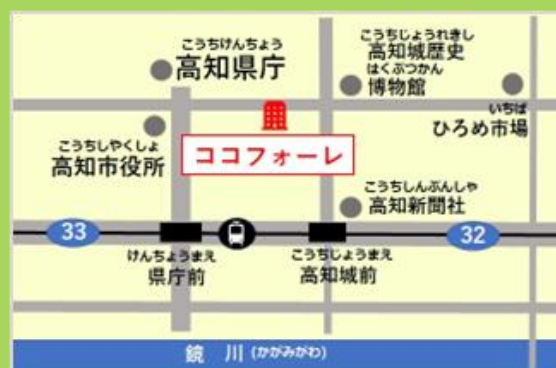 こうちけんちょう
高知県庁
こうちじょうれきし
高知城歴史
はくぶつかん
博物館
いちば
ひろめ市場
こうちしやくしょ
高知市役所
ココフォーレ
こうちしんぶんしゃ
高知新聞社
33
32
けんちょうまえ
県庁前
こうちじょうまえ
高知城前
鏡 川 (かがみがわ)